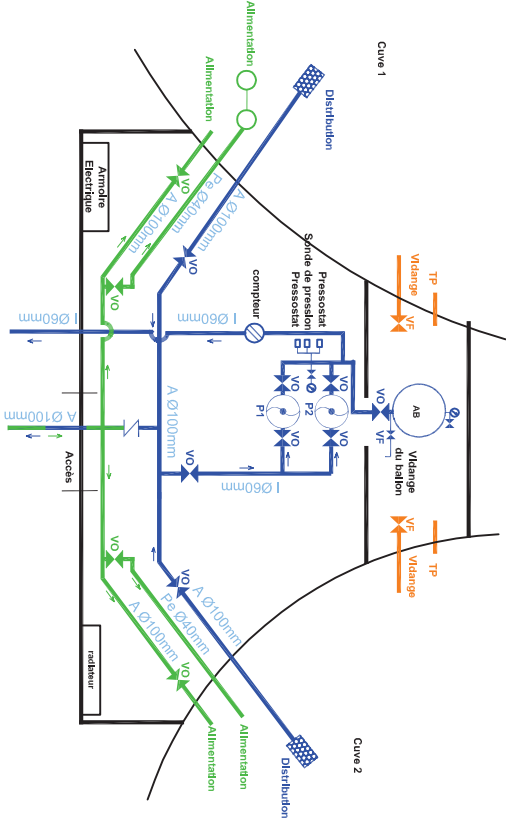 Alimentation
Alimentation
Cuve 1
Distribution
Armoire
Electrique
VO
A Ø100mm
Pe Ø40mm
A Ø100mm
VO
VO
compteur
Sonde de pression
Pressostat
Pressostat
Vidange
TP
VF
I Ø60mm
I Ø60mm
A Ø100mm
A Ø100mm
VO
VO
P1
P2
VO
VO
VO
AB
VF
Vidange
du ballon
VO
I Ø60mm
Accès
VF
Vidange
TP
VO
VO
A Ø100mm
Pe Ø40mm
A Ø100mm
VO
radiateur
Alimentation
Alimentation
Distribution
Cuve 2